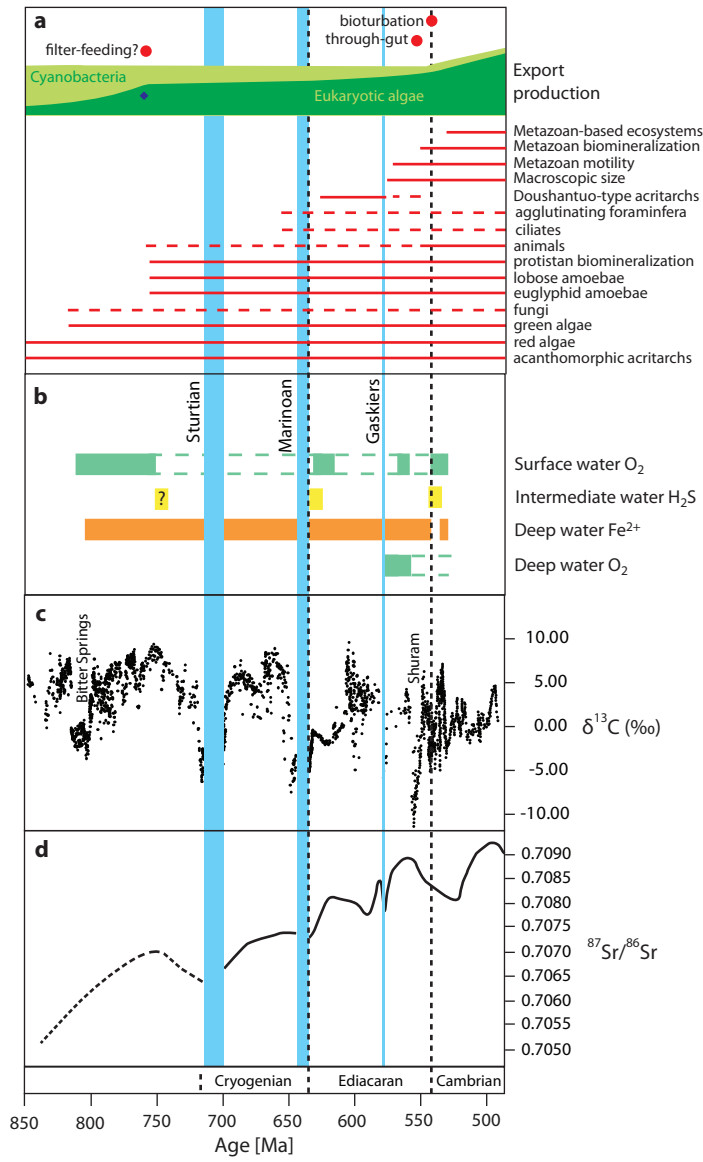 a
bioturbation
through-gut
filter-feeding?
Cyanobacteria
Eukaryotic algae
Export
production
Metazoan-based ecosystems
Metazoan biomineralization
Metazoan motility
Macroscopic size
Doushantuo-type acritarchs
agglutinating foraminfera
ciliates
animals
protistan biomineralization
lobose amoebae
euglyphid amoebae
fungi
green algae
red algae
acanthomorphic acritarchs
b
Sturtian
Marinoan
Gaskiers
Surface water O₂
?
Intermediate water H₂S
Deep water Fe²⁺
Deep water O₂
c
Bitter Springs
Shuram
10.00
5.00
0.00
-5.00
-10.00
δ¹³C (‰)
d
0.7090
0.7085
0.7080
0.7075
0.7070
0.7065
0.7060
0.7055
0.7050
⁸⁷Sr/⁸⁶Sr
Cryogenian
Ediacaran
Cambrian
850 800 750 700 650 600 550 500
Age [Ma]